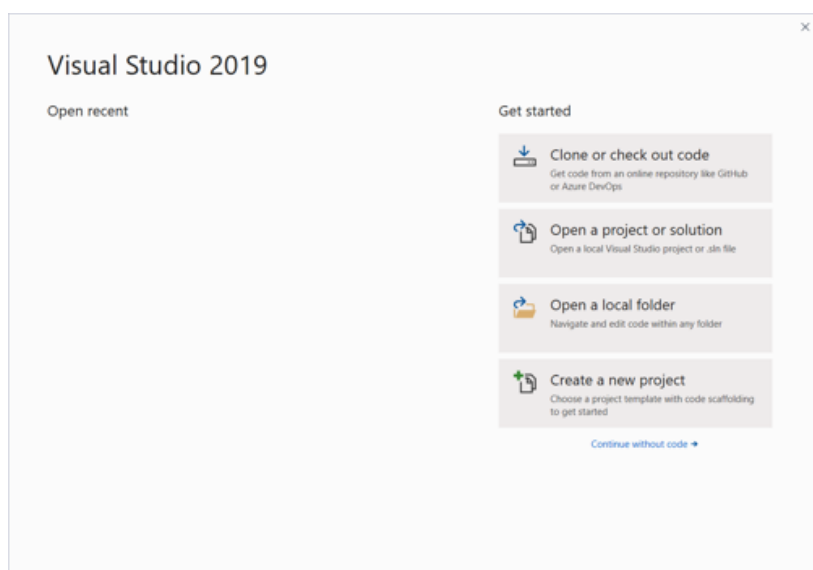 Visual Studio 2019
Open recent
Get started
Clone or check out code
Get code from an online repository like GitHub
or Azure DevOps
Open a project or solution
Open a local Visual Studio project or .sln file
Open a local folder
Navigate and edit code within any folder
Create a new project
Choose a project template with code scaffolding
to get started
Continue without code →